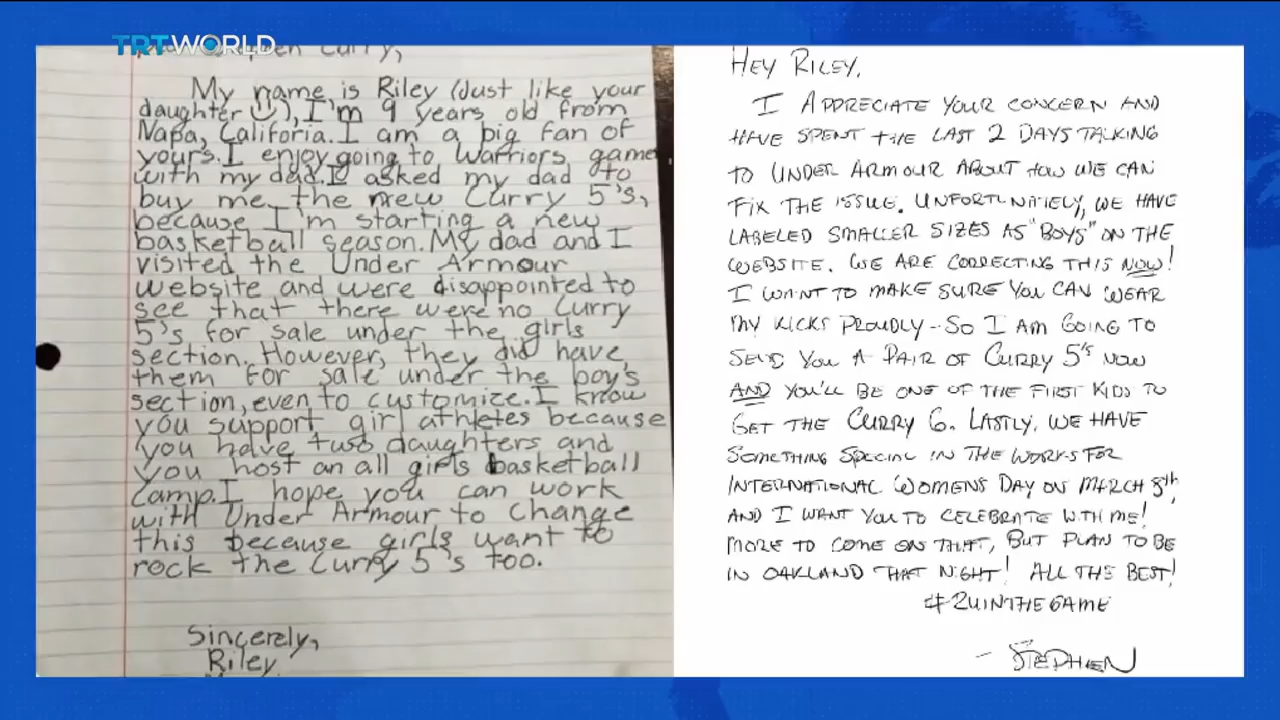 TRT WORLD
Curry,
My name is Riley (Just like your
daughter ☺), I'm 9 years old from
Napa, Califoria. I am a big fan of
yours. I enjoy going to Warriors game
with my dad. I asked my dad to
buy me the new Curry 5's,
because I'm starting a new
basketball season. My dad and I
visited the Under Armour
website and were disappointed to
see that there were no Curry
5's for sale under the girls
section. However, they did have
them for sale under the boy's
section, even to customize. I know
you support girl athletes because
you have two daughters and
you host an all girls basketball
camp. I hope you can work
with Under Armour to change
this because girls want to
rock the Curry 5's too.
Sincerely,
Riley
HEY RILEY,
I APPRECIATE YOUR CONCERN AND
HAVE SPENT THE LAST 2 DAYS TALKING
TO UNDER ARMOUR ABOUT HOW WE CAN
FIX THE ISSUE. UNFORTUNATELY, WE HAVE
LABELED SMALLER SIZES AS "BOYS" ON THE
WEBSITE. WE ARE CORRECTING THIS NOW!
I WANT TO MAKE SURE YOU CAN WEAR
MY KICKS PROUDLY - SO I AM GOING TO
SEND YOU A PAIR OF CURRY 5's NOW
AND YOU'LL BE ONE OF THE FIRST KIDS TO
GET THE CURRY 6. LASTLY, WE HAVE
SOMETHING SPECIAL IN THE WORKS FOR
INTERNATIONAL WOMENS DAY ON MARCH 8th,
AND I WANT YOU TO CELEBRATE WITH ME!
MORE TO COME ON THAT, BUT PLAN TO BE
IN OAKLAND THAT NIGHT! ALL THE BEST!
#RUINTHEGAME
- STEPHEN